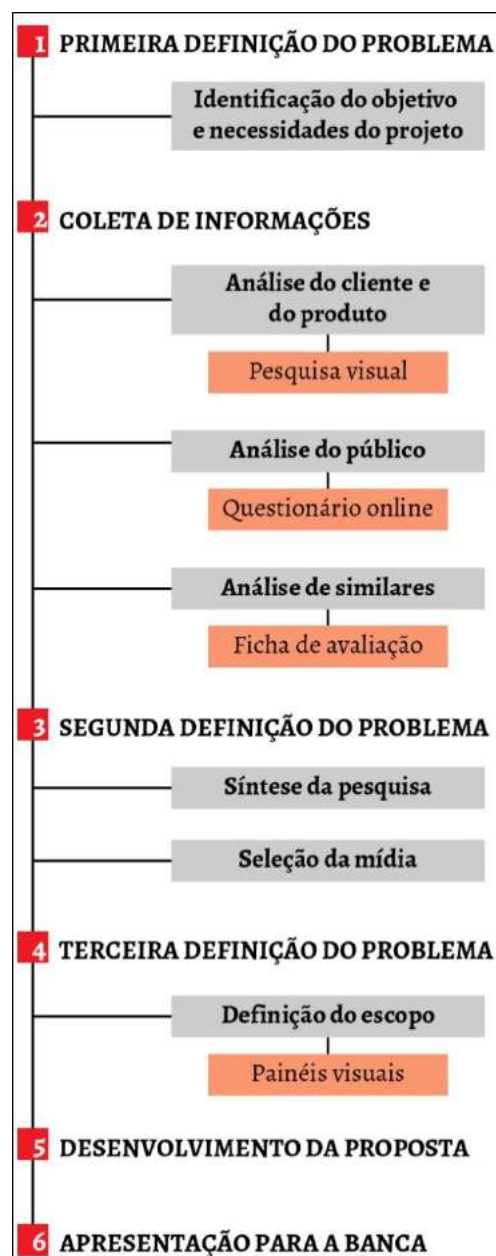 1 PRIMEIRA DEFINIÇÃO DO PROBLEMA
Identificação do objetivo
e necessidades do projeto
2 COLETA DE INFORMAÇÕES
Análise do cliente e
do produto
Pesquisa visual
Análise do público
Questionário online
Análise de similares
Ficha de avaliação
3 SEGUNDA DEFINIÇÃO DO PROBLEMA
Síntese da pesquisa
Seleção da mídia
4 TERCEIRA DEFINIÇÃO DO PROBLEMA
Definição do escopo
Painéis visuais
5 DESENVOLVIMENTO DA PROPOSTA
6 APRESENTAÇÃO PARA A BANCA